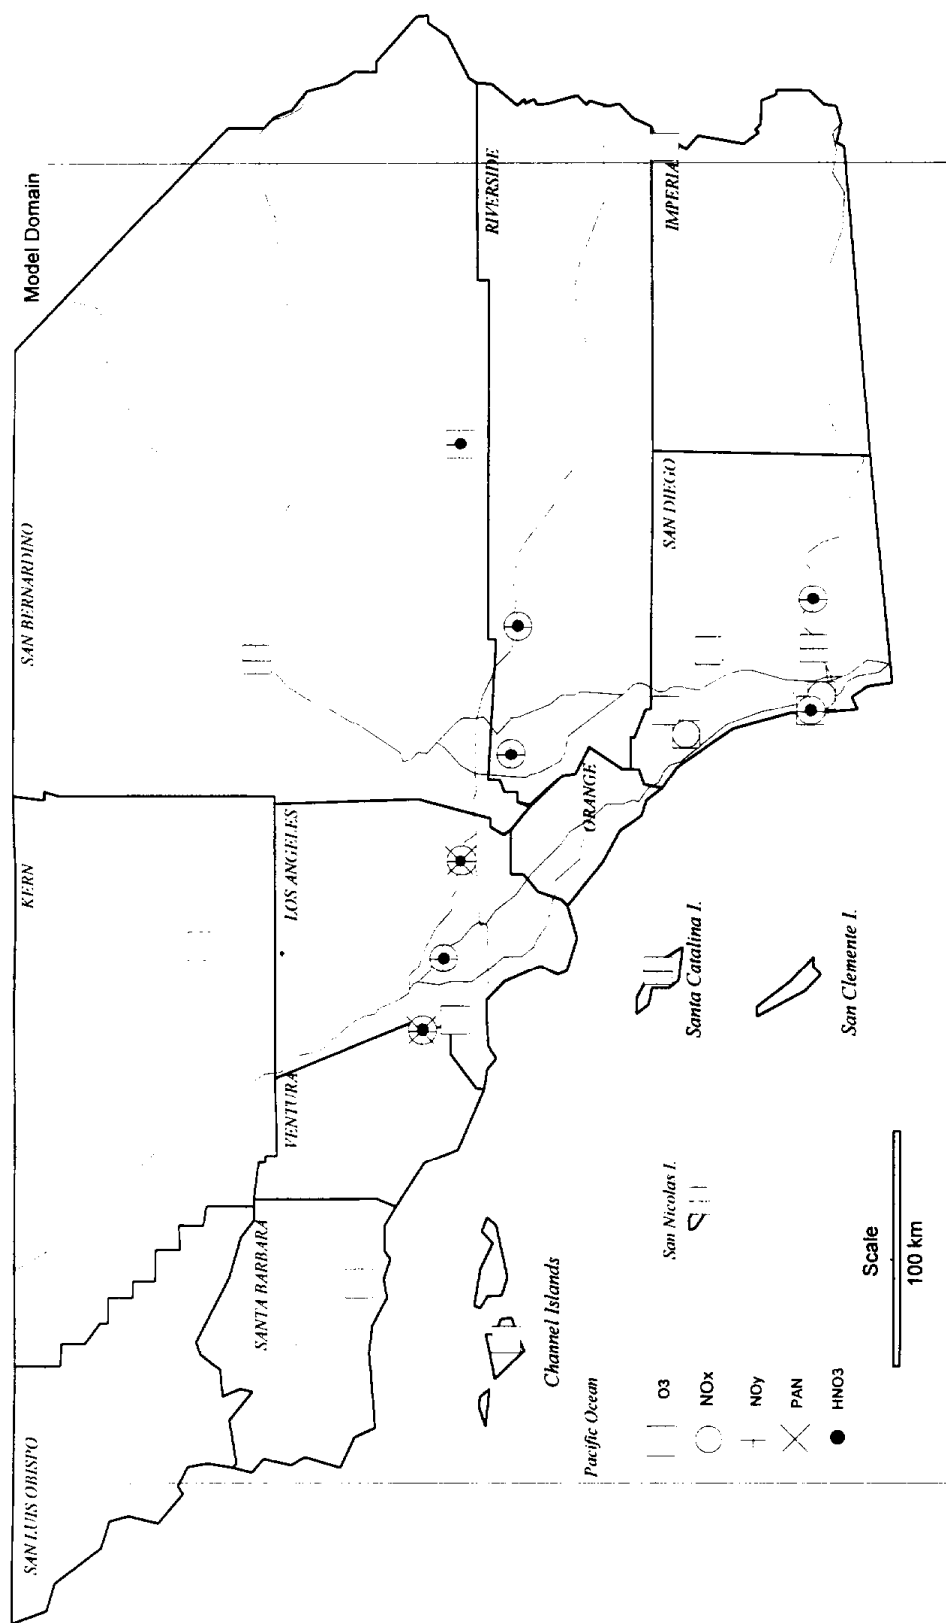 Model Domain
SAN LUIS OBISPO
KERN
SAN BERNARDINO
SANTA BARBARA
VENTURA
LOS ANGELES
RIVERSIDE
ORANGE
SAN DIEGO
IMPERIA
Channel Islands
San Nicolas I.
Santa Catalina I.
San Clemente I.
Pacific Ocean
O3
NOx
NOy
PAN
HNO3
Scale
100 km